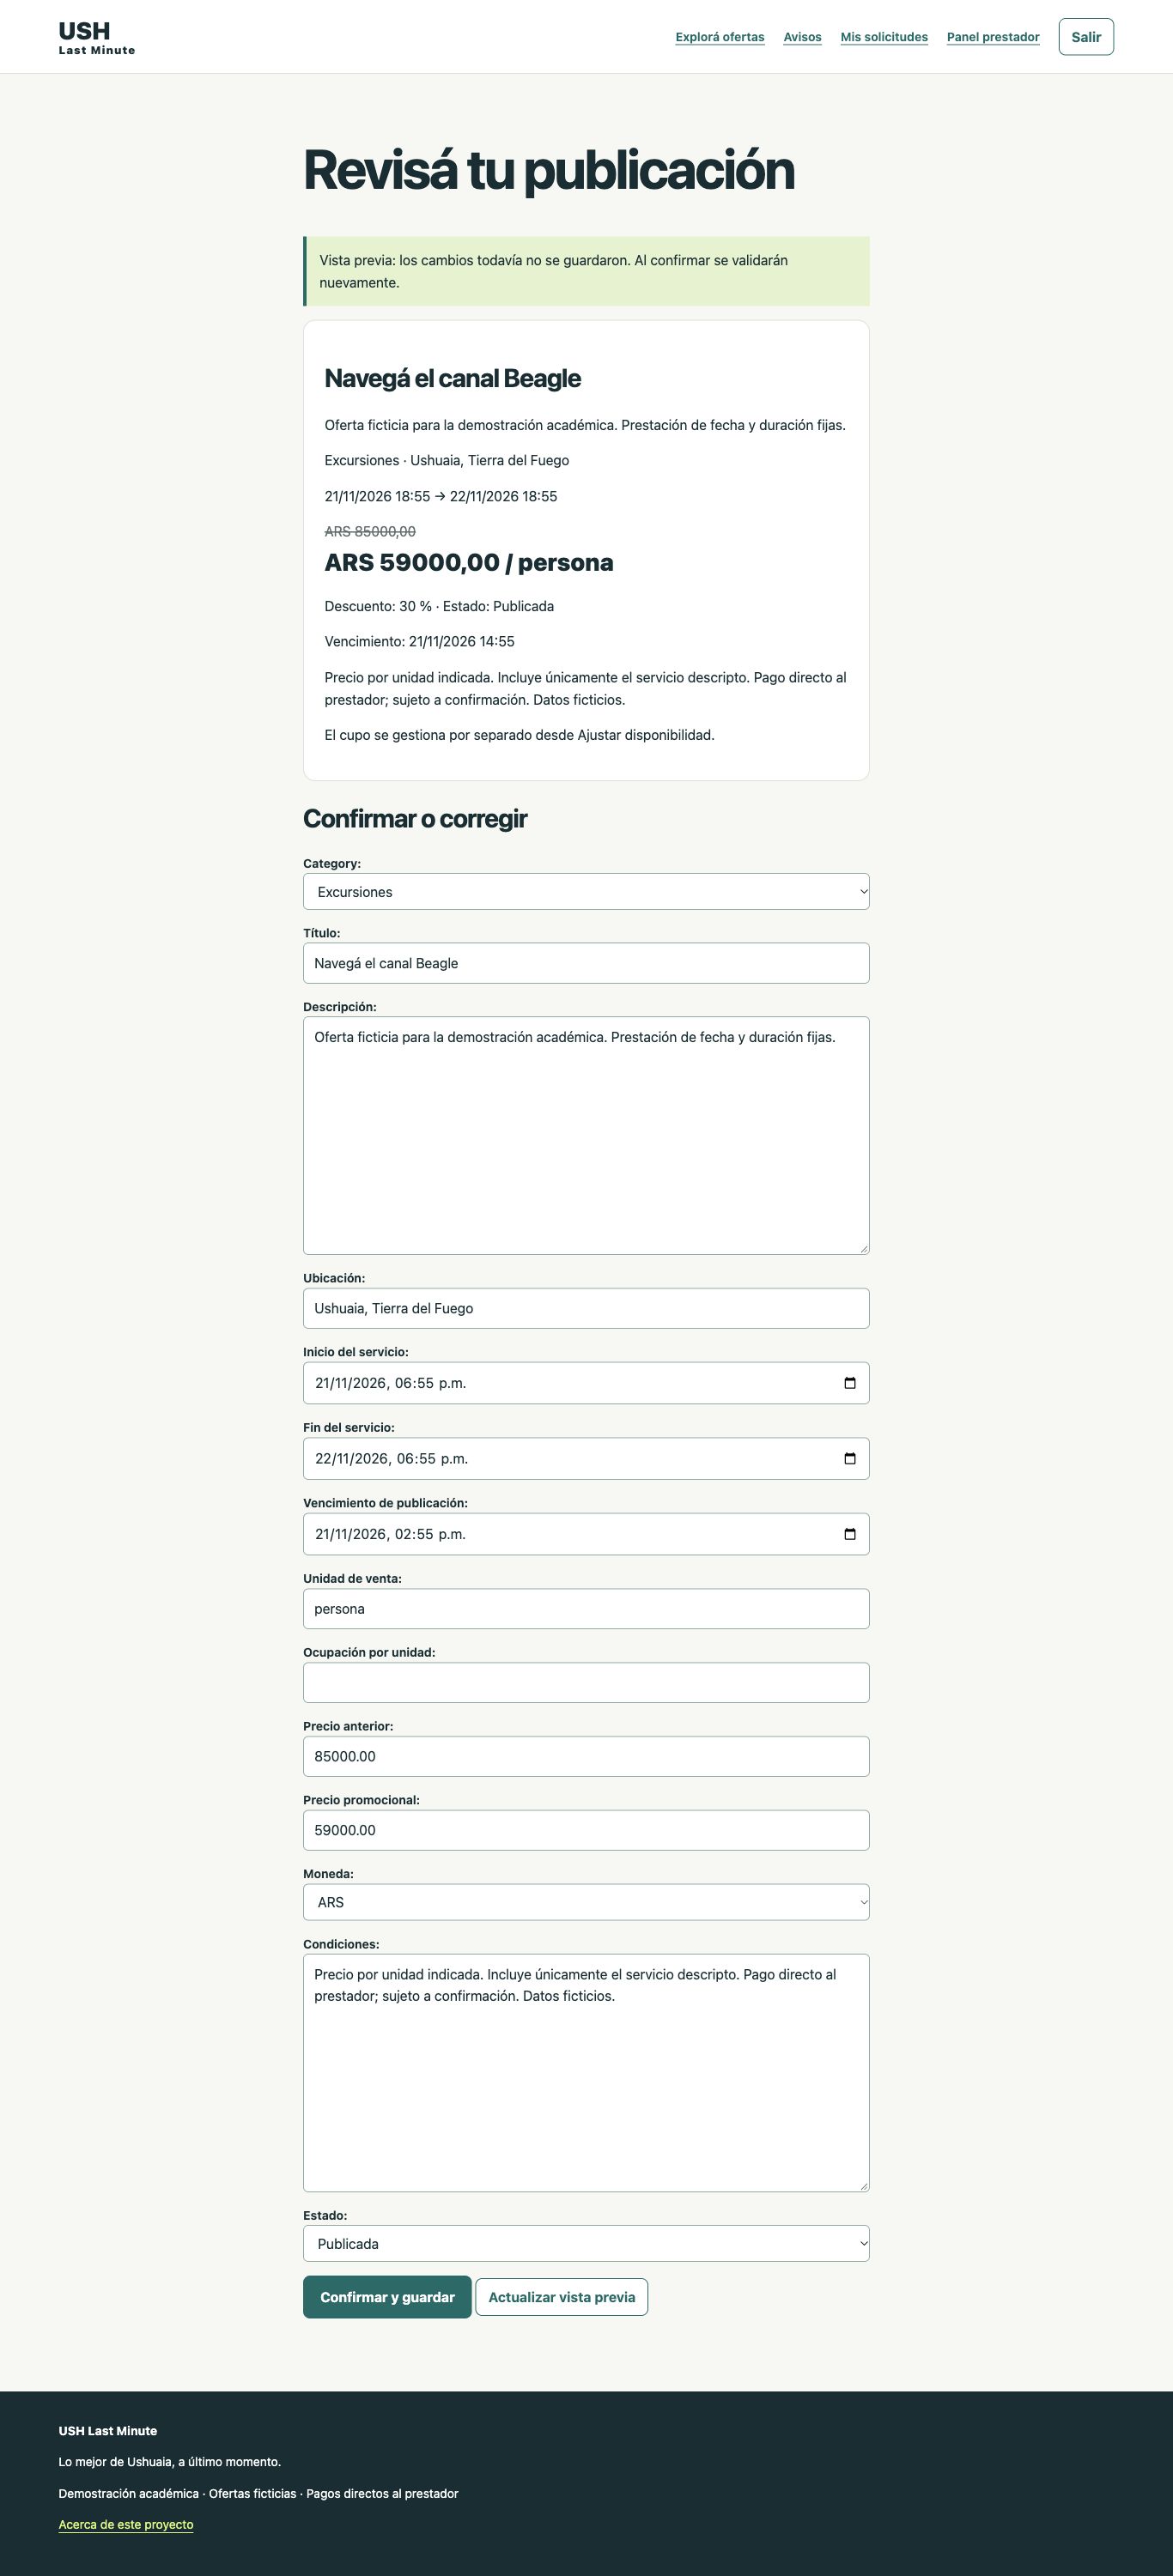 USH
Last Minute
Explorá ofertas
Avisos
Mis solicitudes
Panel prestador
Salir
Revisá tu publicación
Vista previa: los cambios todavía no se guardaron. Al confirmar se validarán
nuevamente.
Navegá el canal Beagle
Oferta ficticia para la demostración académica. Prestación de fecha y duración fijas.
Excursiones · Ushuaia, Tierra del Fuego
21/11/2026 18:55 → 22/11/2026 18:55
ARS 85000,00
ARS 59000,00 / persona
Descuento: 30 % · Estado: Publicada
Vencimiento: 21/11/2026 14:55
Precio por unidad indicada. Incluye únicamente el servicio descripto. Pago directo al
prestador; sujeto a confirmación. Datos ficticios.
El cupo se gestiona por separado desde Ajustar disponibilidad.
Confirmar o corregir
Category:
Excursiones
Título:
Navegá el canal Beagle
Descripción:
Oferta ficticia para la demostración académica. Prestación de fecha y duración fijas.
Ubicación:
Ushuaia, Tierra del Fuego
Inicio del servicio:
21/11/2026, 06:55 p.m.
Fin del servicio:
22/11/2026, 06:55 p.m.
Vencimiento de publicación:
21/11/2026, 02:55 p.m.
Unidad de venta:
persona
Ocupación por unidad:
Precio anterior:
85000.00
Precio promocional:
59000.00
Moneda:
ARS
Condiciones:
Precio por unidad indicada. Incluye únicamente el servicio descripto. Pago directo al
prestador; sujeto a confirmación. Datos ficticios.
Estado:
Publicada
Confirmar y guardar
Actualizar vista previa
USH Last Minute
Lo mejor de Ushuaia, a último momento.
Demostración académica · Ofertas ficticias · Pagos directos al prestador
Acerca de este proyecto